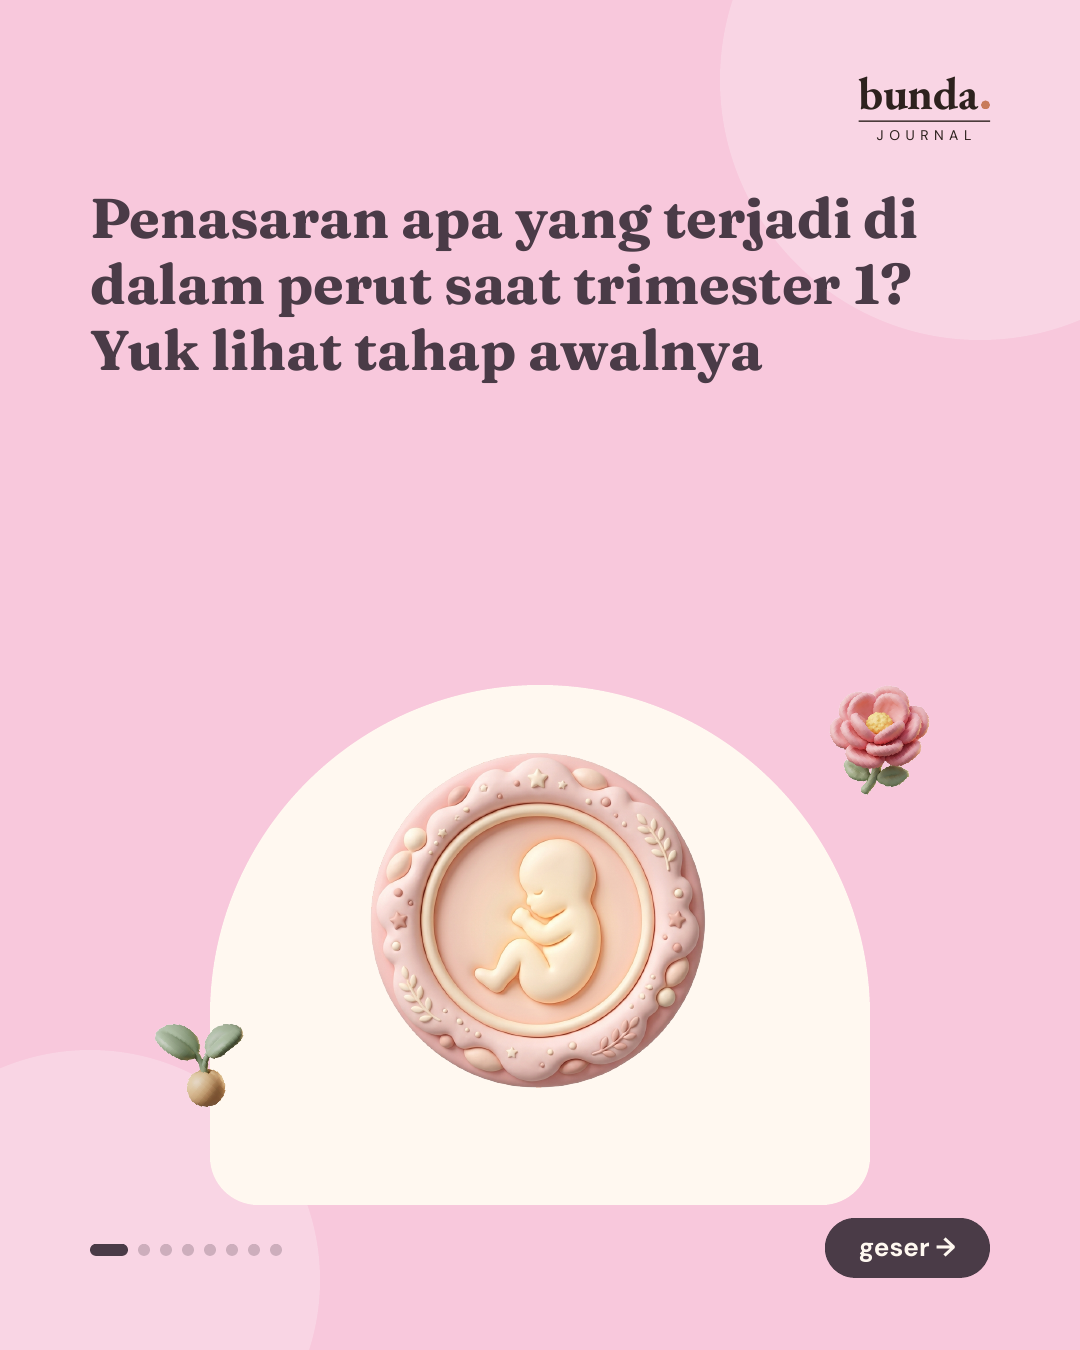 bunda.
JOURNAL
Penasaran apa yang terjadi di
dalam perut saat trimester 1?
Yuk lihat tahap awalnya
geser →